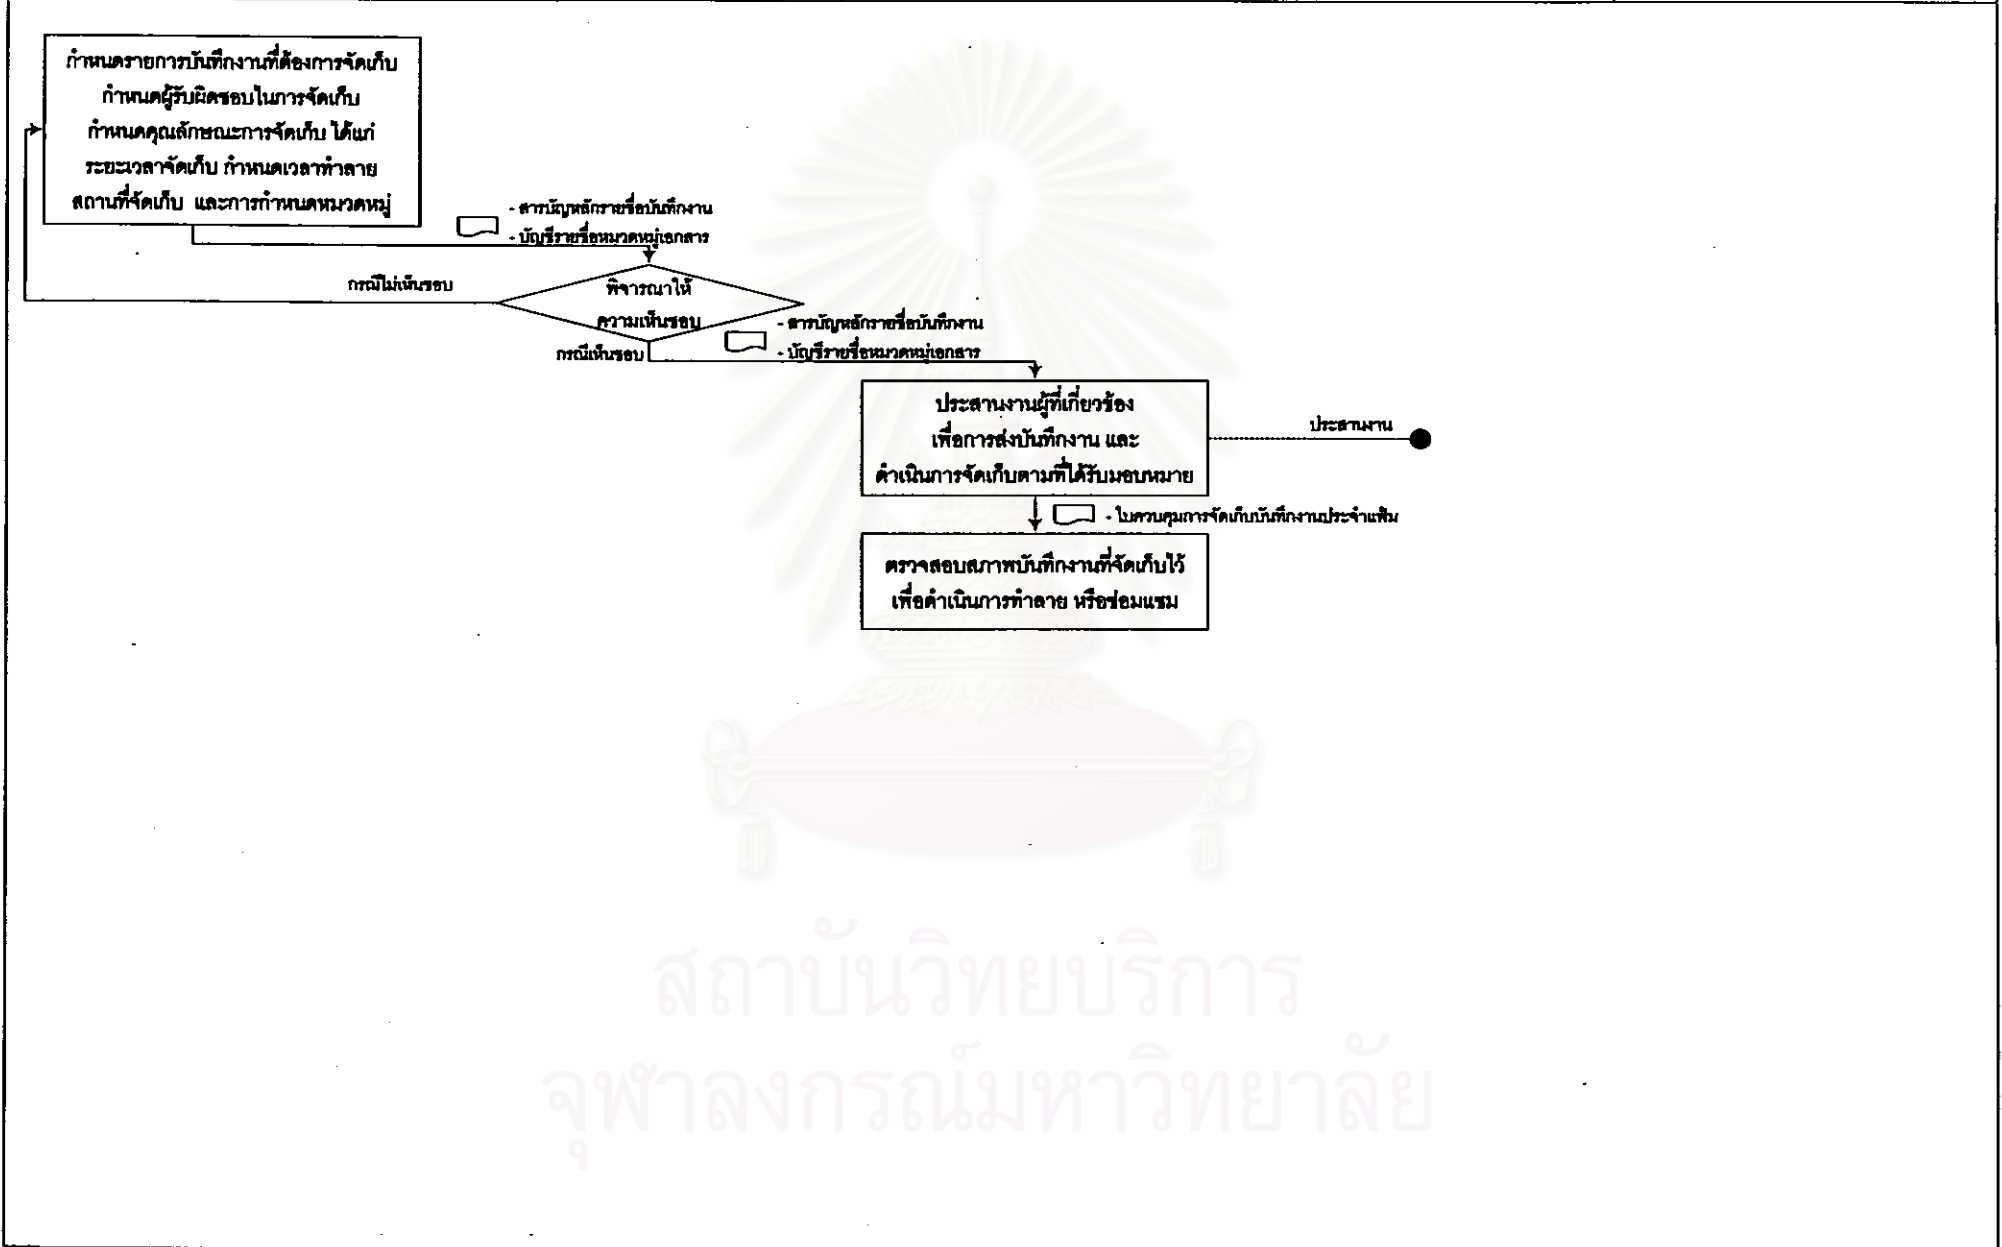 กำหนดรายการบันทึกงานที่ต้องการจัดเก็บ
กำหนดผู้รับผิดชอบในการจัดเก็บ
กำหนดคุณลักษณะการจัดเก็บ ได้แก่
ระยะเวลาจัดเก็บ กำหนดเวลาทำลาย
สถานที่จัดเก็บ และการกำหนดหมวดหมู่
- สารบัญหลักรายชื่อบันทึกงาน
- บัญชีรายชื่อหมวดหมู่เอกสาร
กรณีไม่เห็นชอบ
พิจารณาให้
ความเห็นชอบ
- สารบัญหลักรายชื่อบันทึกงาน
- บัญชีรายชื่อหมวดหมู่เอกสาร
กรณีเห็นชอบ
ประสานงานผู้ที่เกี่ยวข้อง
เพื่อการส่งบันทึกงาน และ
ดำเนินการจัดเก็บตามที่ได้รับมอบหมาย
ประสานงาน
- ใบควบคุมการจัดเก็บบันทึกงานประจำแฟ้ม
ตรวจสอบสภาพบันทึกงานที่จัดเก็บไว้
เพื่อดำเนินการทำลาย หรือซ่อมแซม
สถาบันวิทยบริการ
จุฬาลงกรณ์มหาวิทยาลัย